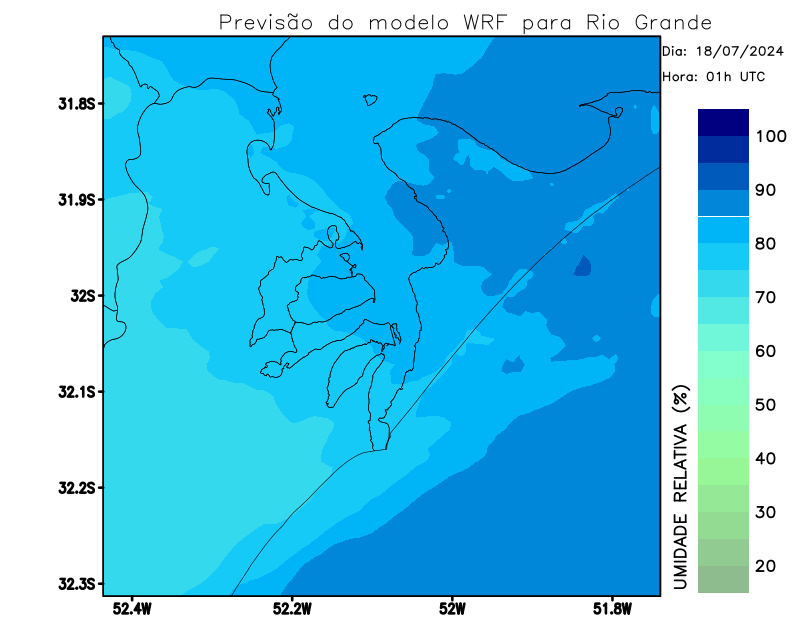 Previsão do modelo WRF para Rio Grande
Dia: 18/07/2024
Hora: 01h UTC
31.8S
31.9S
32S
32.1S
32.2S
32.3S
52.4W
52.2W
52W
51.8W
100
90
80
70
60
50
40
30
20
UMIDADE RELATIVA (%)